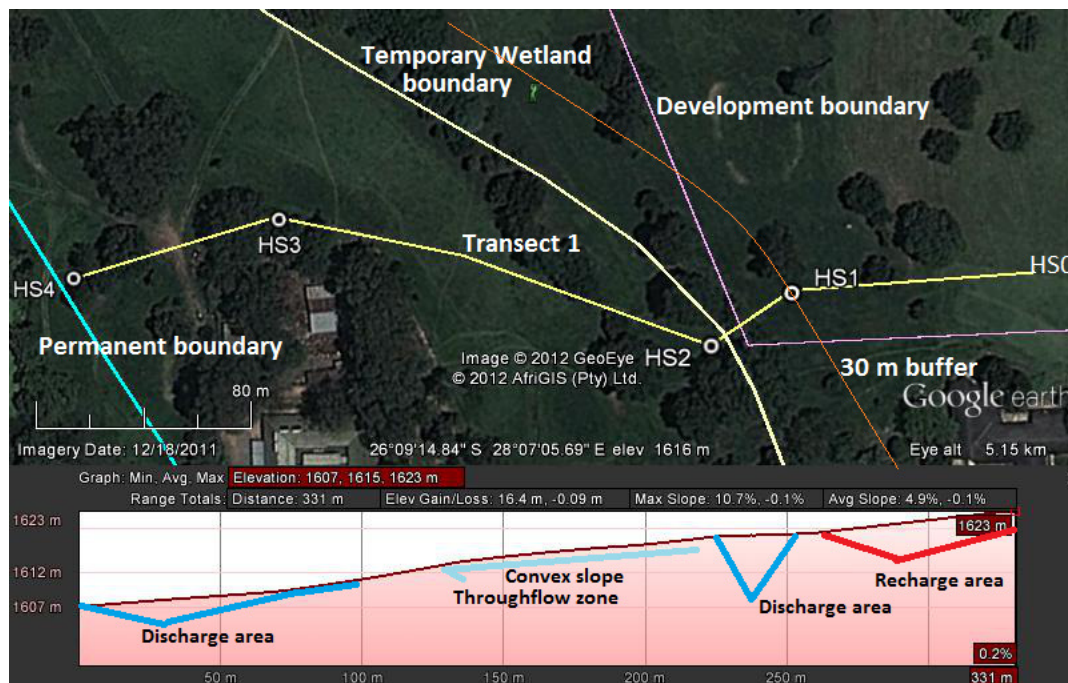 Temporary Wetland
boundary
Development boundary
HS3
Transect 1
HS1
HS0
HS4
HS2
Permanent boundary
Image © 2012 GeoEye
© 2012 AfriGIS (Pty) Ltd.
30 m buffer
80 m
Google earth
Imagery Date: 12/18/2011 26°09'14.84" S 28°07'05.69" E elev 1616 m Eye alt 5.15 km
Graph: Min, Avg, Max Elevation: 1607, 1615, 1623 m
Range Totals: Distance: 331 m Elev Gain/Loss: 16.4 m, -0.09 m Max Slope: 10.7%, -0.1% Avg Slope: 4.9%, -0.1%
1623 m
1623 m
1612 m
Convex slope
Throughflow zone
Recharge area
1607 m
Discharge area
Discharge area
0.2%
50 m 100 m 150 m 200 m 250 m 331 m